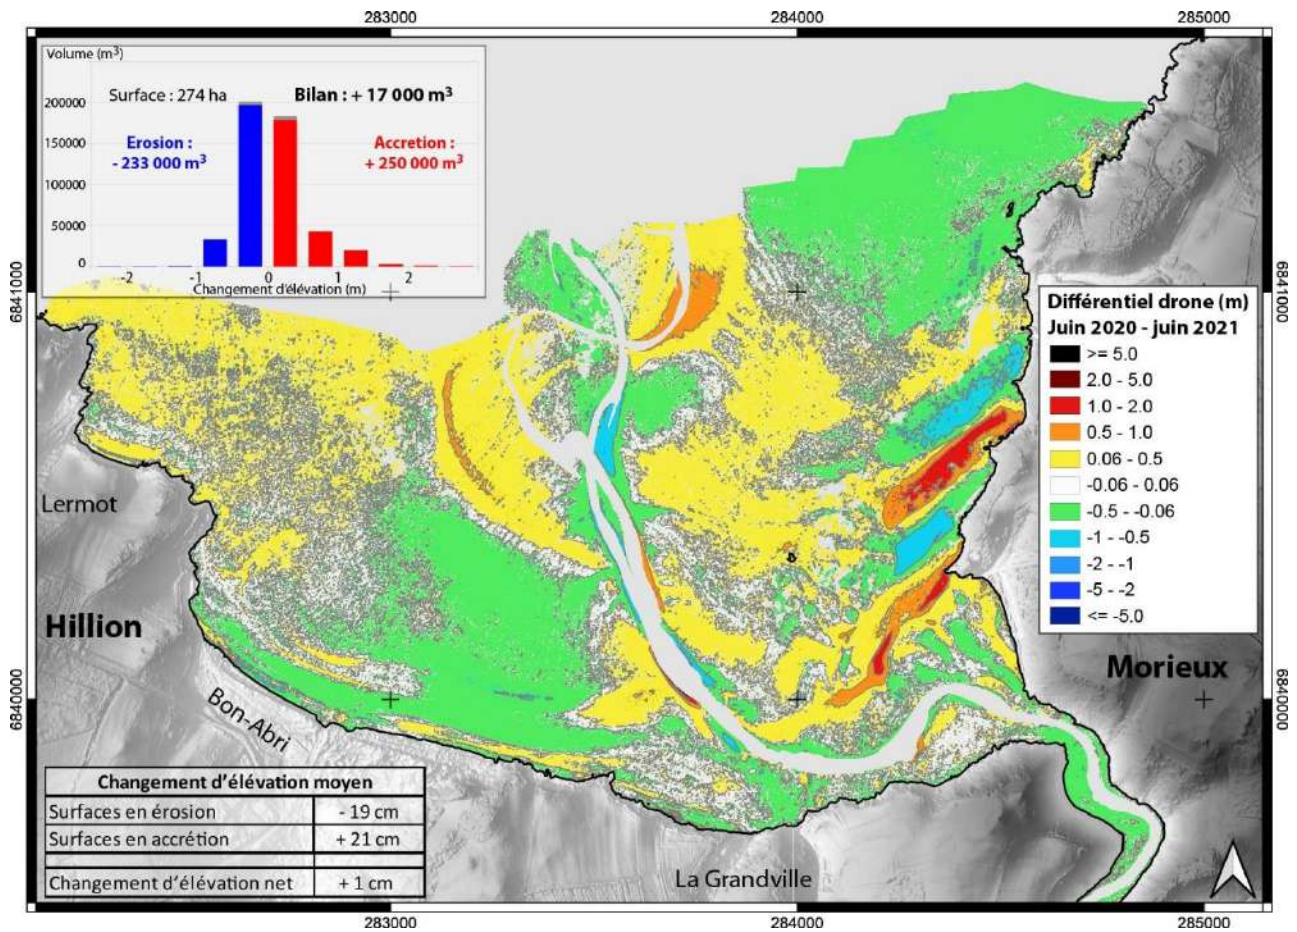 283000
284000
285000
Volume (m³)
Surface : 274 ha
Bilan : + 17 000 m³
Erosion :
- 233 000 m³
Accretion :
+ 250 000 m³
200000
150000
100000
50000
0
-2
-1
0
1
2
Changement d'élévation (m)
6841000
6841000
Différentiel drone (m)
Juin 2020 - juin 2021
>= 5.0
2.0 - 5.0
1.0 - 2.0
0.5 - 1.0
0.06 - 0.5
-0.06 - 0.06
-0.5 - -0.06
-1 - -0.5
-2 - -1
-5 - -2
<= -5.0
Lermot
Hillion
Bon-Abri
Morieux
La Grandville
6840000
6840000
Changement d'élévation moyen
Surfaces en érosion - 19 cm
Surfaces en accrétion + 21 cm
Changement d'élévation net + 1 cm
283000
284000
285000